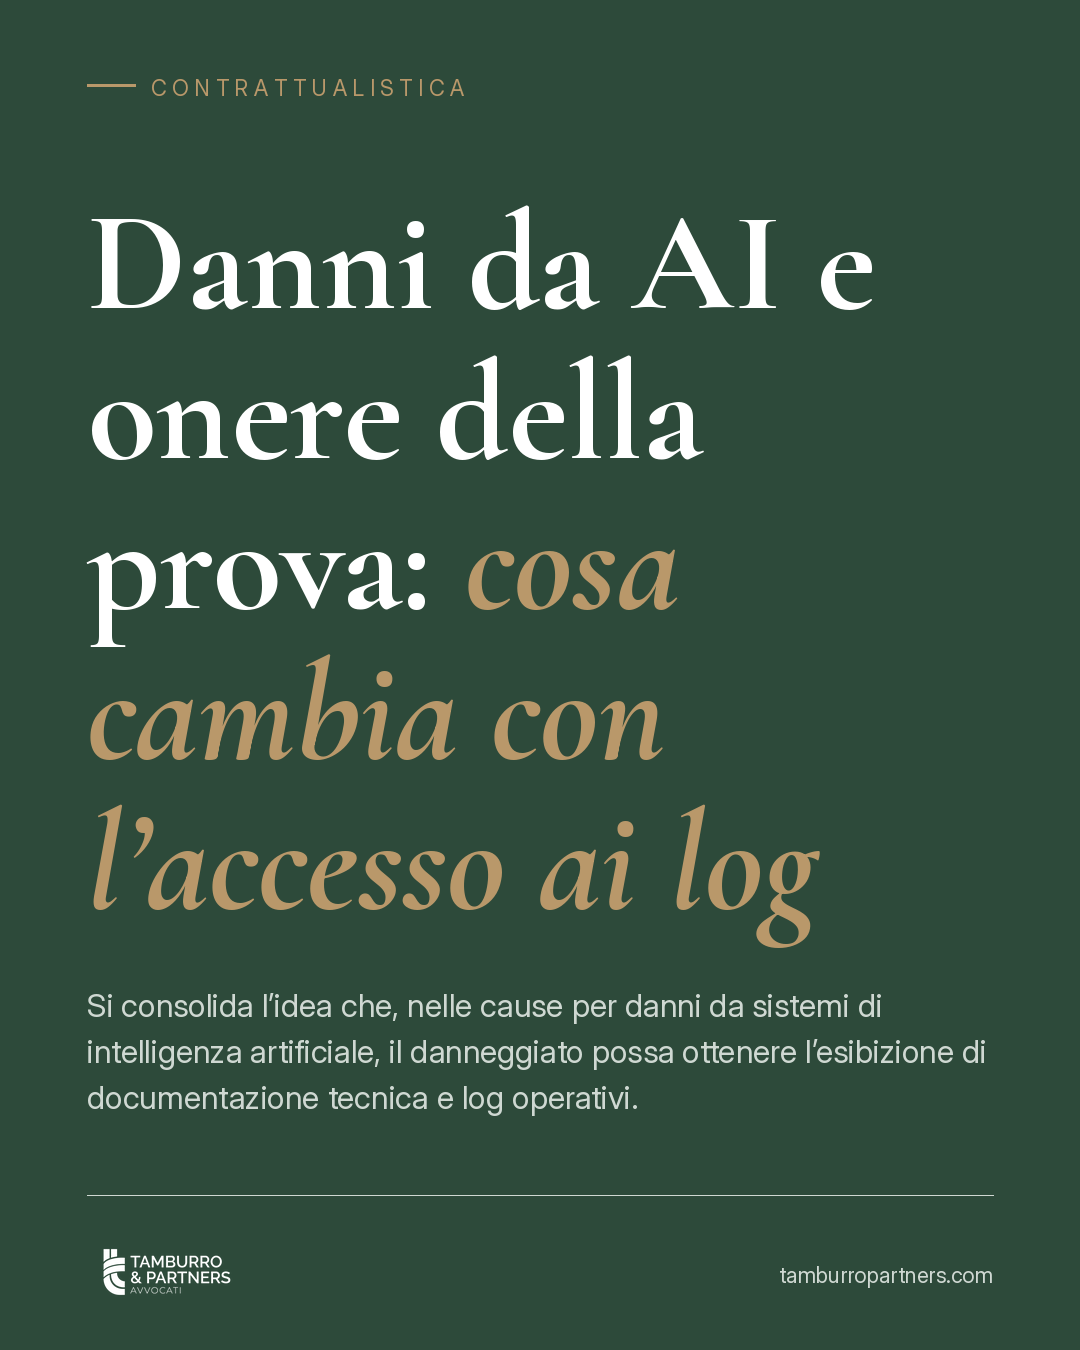 CONTRATTUALISTICA
Danni da AI e
onere della
prova: cosa
cambia con
l’accesso ai log
Si consolida l’idea che, nelle cause per danni da sistemi di
intelligenza artificiale, il danneggiato possa ottenere l’esibizione di
documentazione tecnica e log operativi.
TAMBURRO
& PARTNERS
AVVOCATI
tamburropartners.com